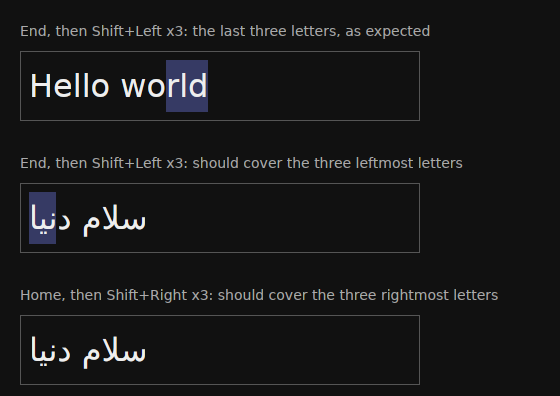 End, then Shift+Left x3: the last three letters, as expected
Hello world
End, then Shift+Left x3: should cover the three leftmost letters
سلام دنیا
Home, then Shift+Right x3: should cover the three rightmost letters
سلام دنیا